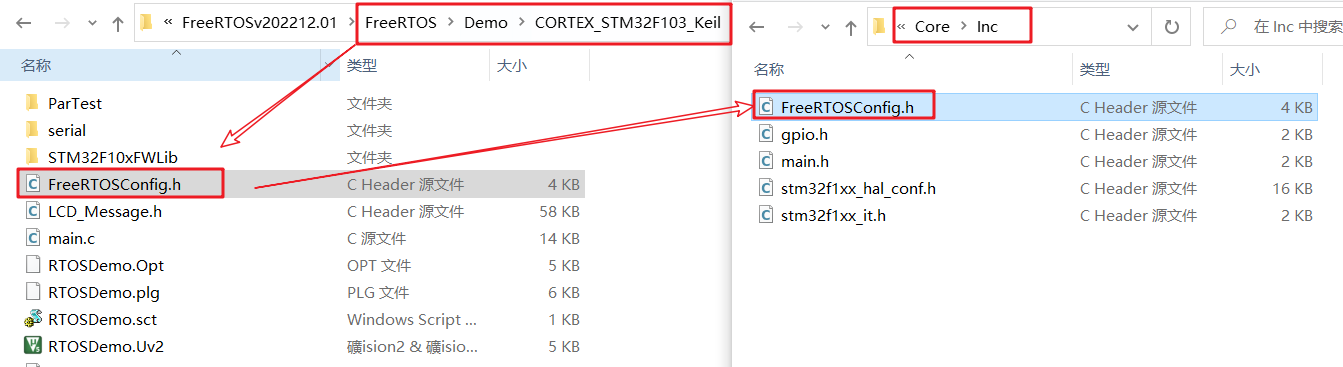 « FreeRTOSv202212.01 > FreeRTOS > Demo > CORTEX_STM32F103_Keil
名称 类型 大小
ParTest 文件夹
serial 文件夹
STM32F10xFWLib 文件夹
FreeRTOSConfig.h C Header 源文件 4 KB
LCD_Message.h C Header 源文件 58 KB
main.c C 源文件 14 KB
RTOSDemo.Opt OPT 文件 5 KB
RTOSDemo.plg PLG 文件 6 KB
RTOSDemo.sct Windows Script ... 1 KB
RTOSDemo.Uv2 礦ision2 & 礦isio... 36 KB
« Core > Inc 在 Inc 中搜索
名称 类型 大小
FreeRTOSConfig.h C Header 源文件 4 KB
gpio.h C Header 源文件 2 KB
main.h C Header 源文件 2 KB
stm32f1xx_hal_conf.h C Header 源文件 16 KB
stm32f1xx_it.h C Header 源文件 2 KB